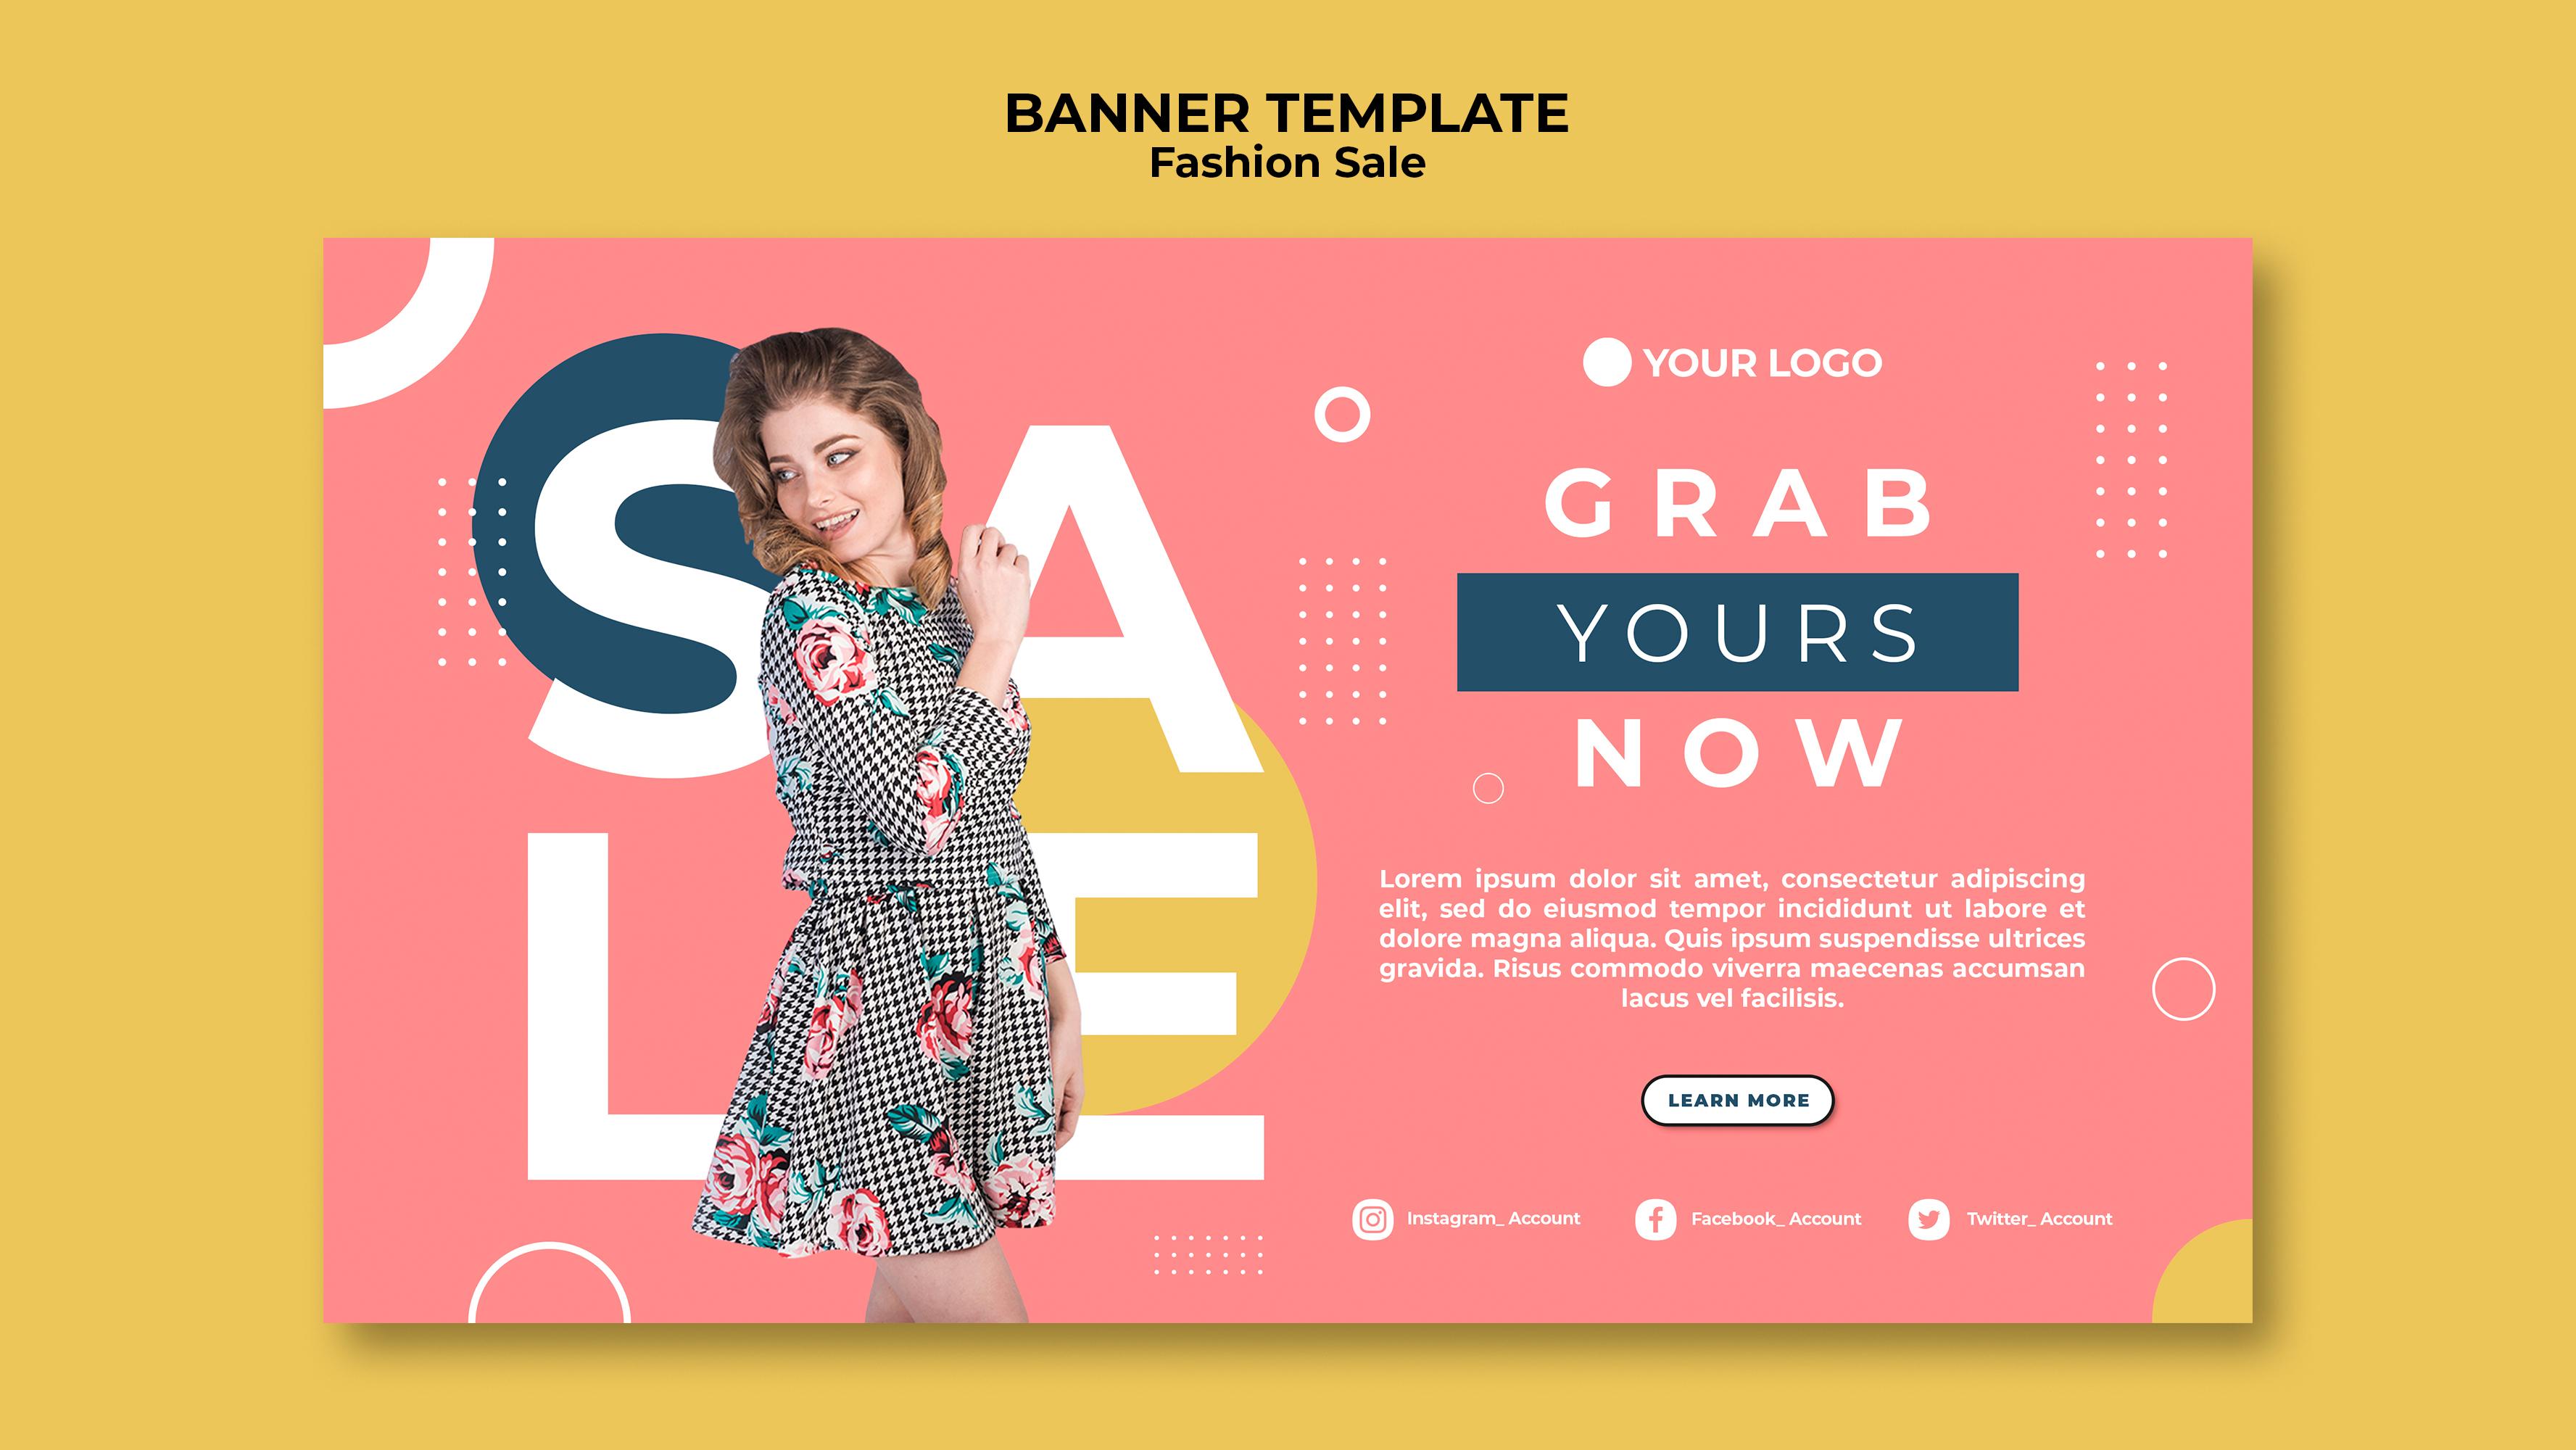 BANNER TEMPLATE
Fashion Sale
SA
LE
YOUR LOGO
GRAB
YOURS
NOW
Lorem ipsum dolor sit amet, consectetur adipiscing
elit, sed do eiusmod tempor incididunt ut labore et
dolore magna aliqua. Quis ipsum suspendisse ultrices
gravida. Risus commodo viverra maecenas accumsan
lacus vel facilisis.
LEARN MORE
Instagram_ Account Facebook_ Account Twitter_ Account